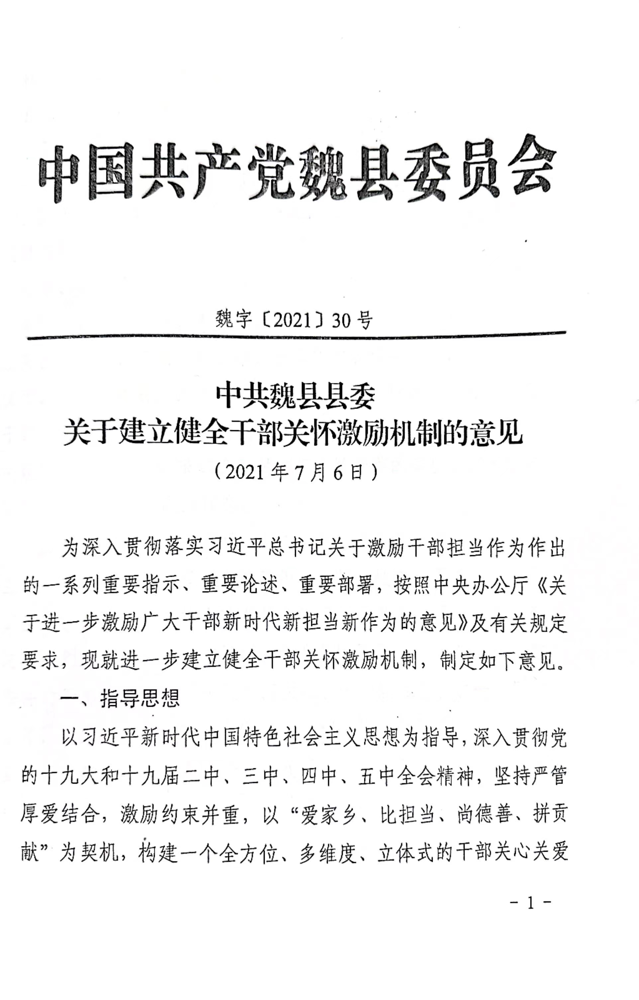 中国共产党魏县委员会
魏字〔2021〕30 号
中共魏县县委
关于建立健全干部关怀激励机制的意见
（2021 年 7 月 6 日）
为深入贯彻落实习近平总书记关于激励干部担当作为作出
的一系列重要指示、重要论述、重要部署，按照中央办公厅《关
于进一步激励广大干部新时代新担当新作为的意见》及有关规定
要求，现就进一步建立健全干部关怀激励机制，制定如下意见。
一、指导思想
以习近平新时代中国特色社会主义思想为指导，深入贯彻党
的十九大和十九届二中、三中、四中、五中全会精神，坚持严管
厚爱结合，激励约束并重，以“爱家乡、比担当、尚德善、拼贡
献”为契机，构建一个全方位、多维度、立体式的干部关心关爱
- 1 -